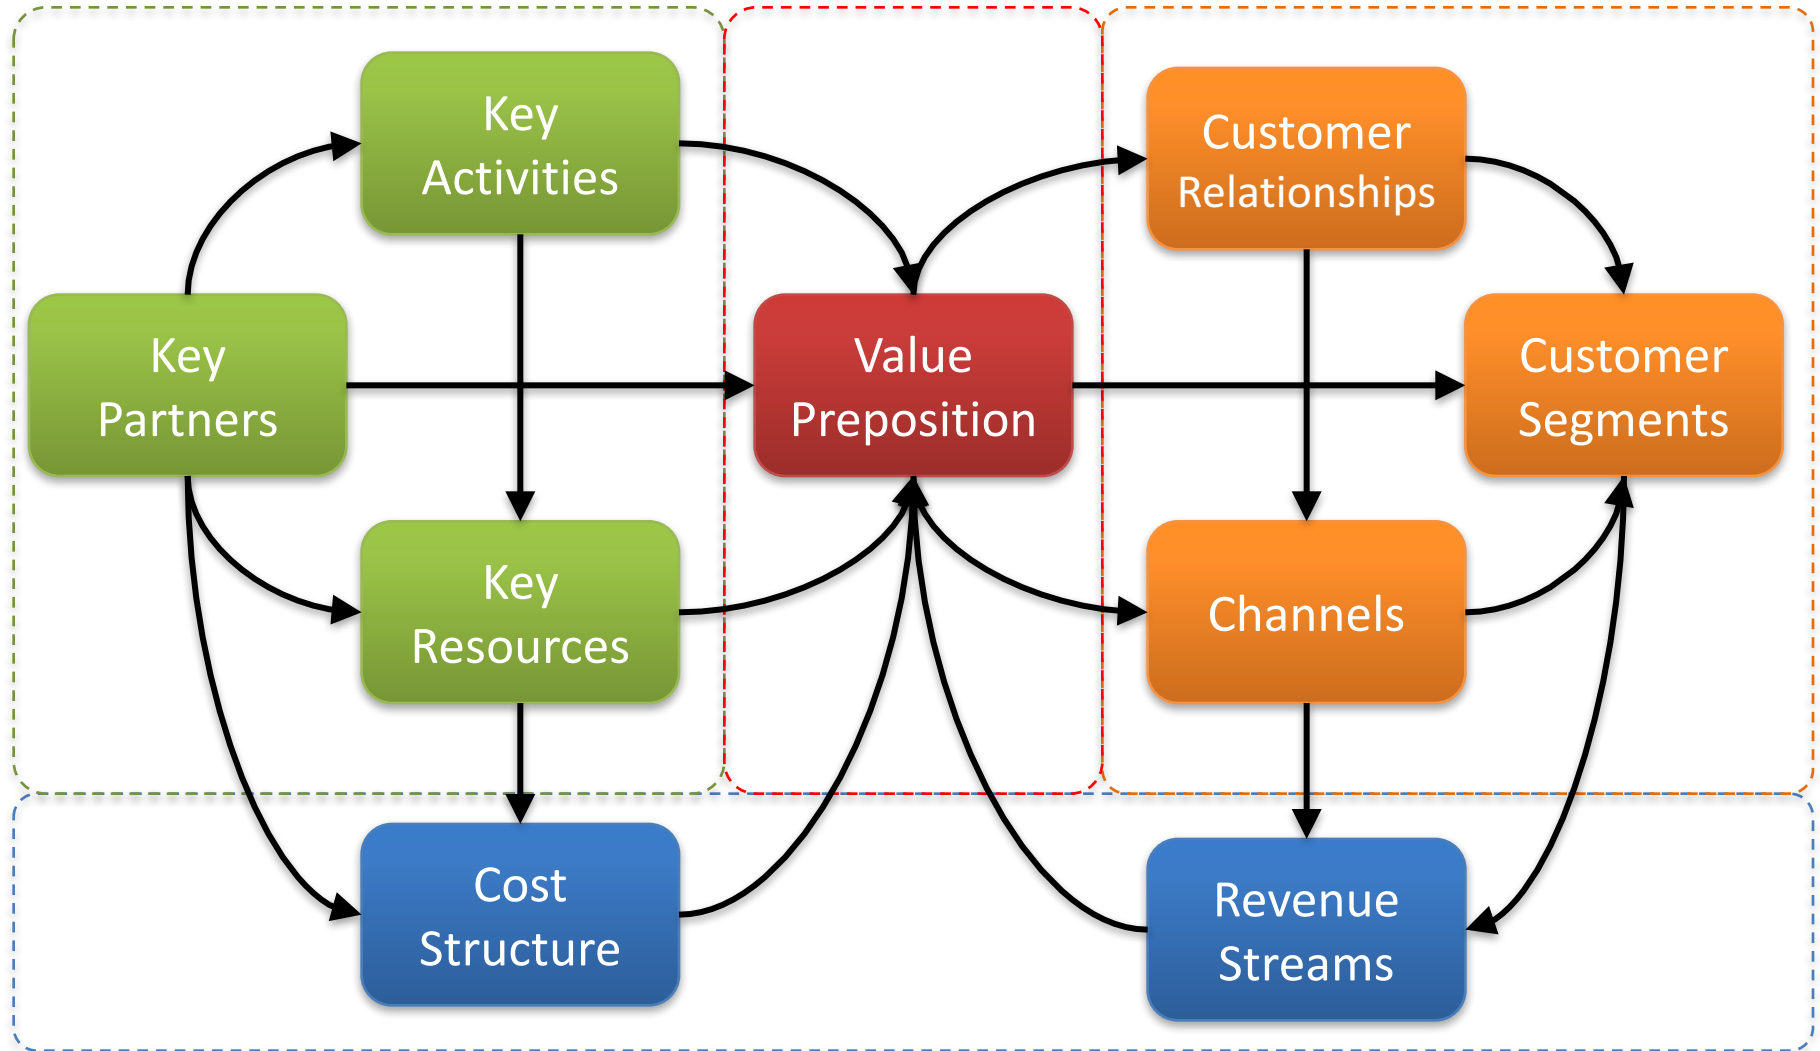 Key
Activities
Customer
Relationships
Key
Partners
Value
Preposition
Customer
Segments
Key
Resources
Channels
Cost
Structure
Revenue
Streams